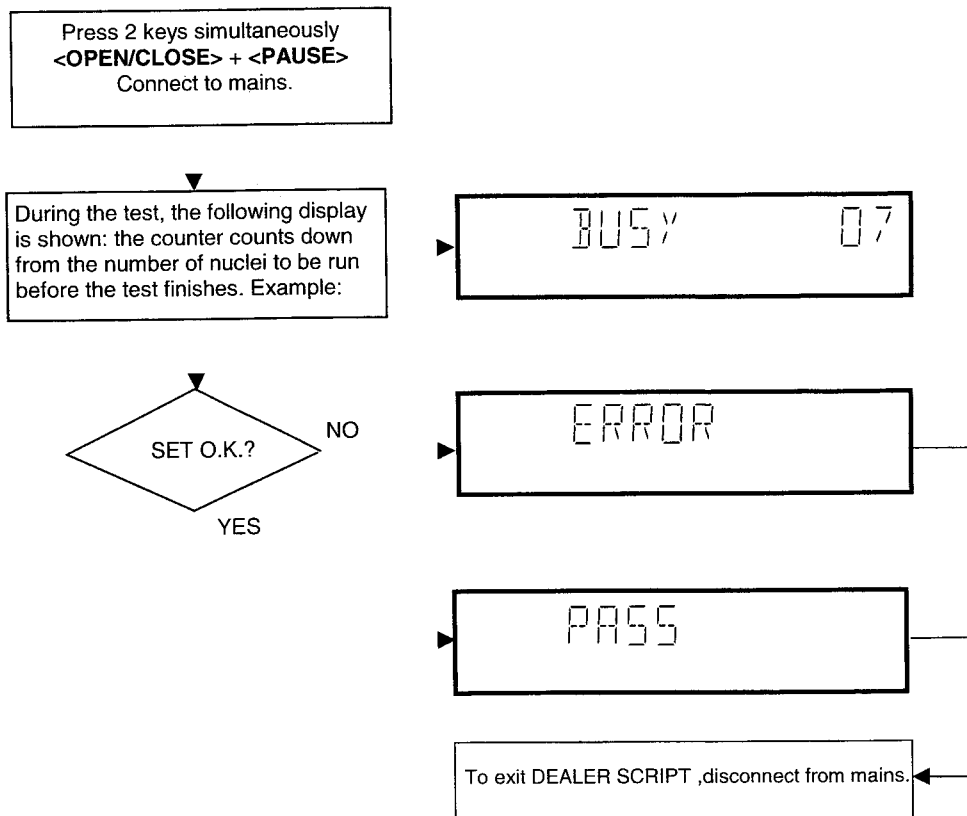 Press 2 keys simultaneously
<OPEN/CLOSE> + <PAUSE>
Connect to mains.
During the test, the following display
is shown: the counter counts down
from the number of nuclei to be run
before the test finishes. Example:
BUSY 07
SET O.K.?
NO
YES
ERROR
PASS
To exit DEALER SCRIPT ,disconnect from mains.